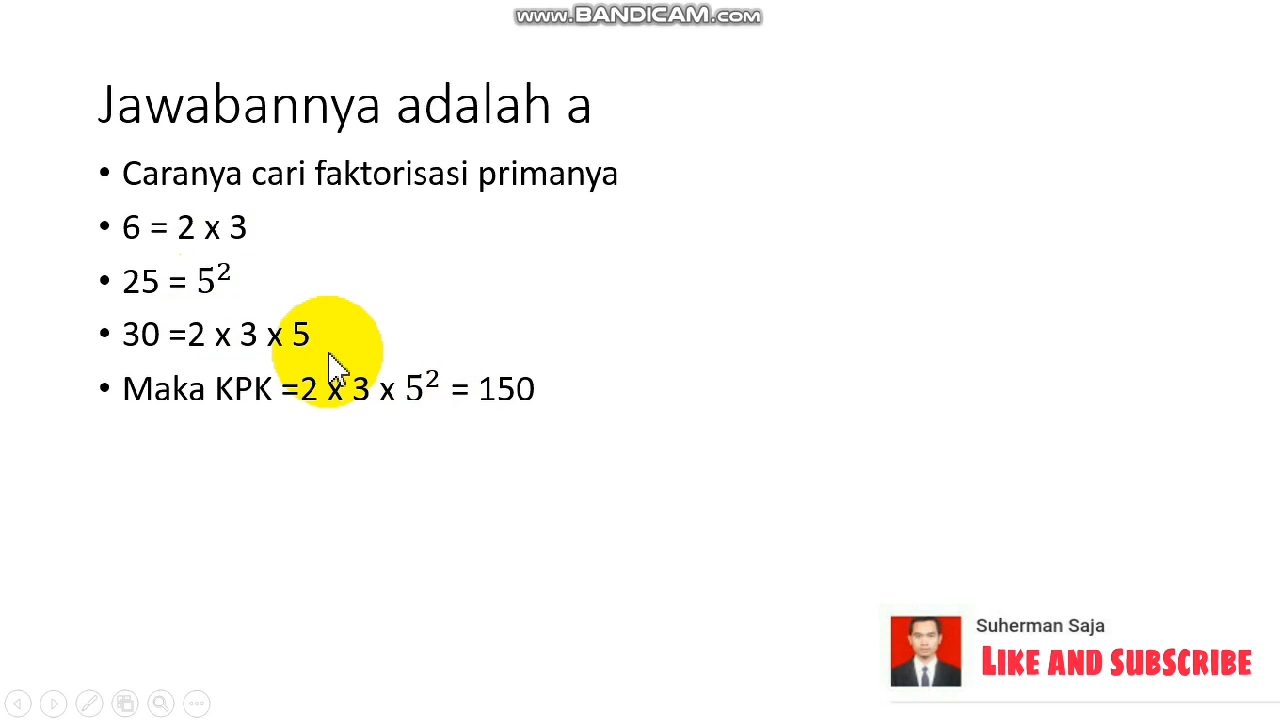 www.BANDICAM.com
Jawabannya adalah a
• Caranya cari faktorisasi primanya
• 6 = 2 x 3
• 25 = 5²
• 30 =2 x 3 x 5
• Maka KPK =2 x 3 x 5² = 150
Suherman Saja
LIKE AND SUBSCRIBE